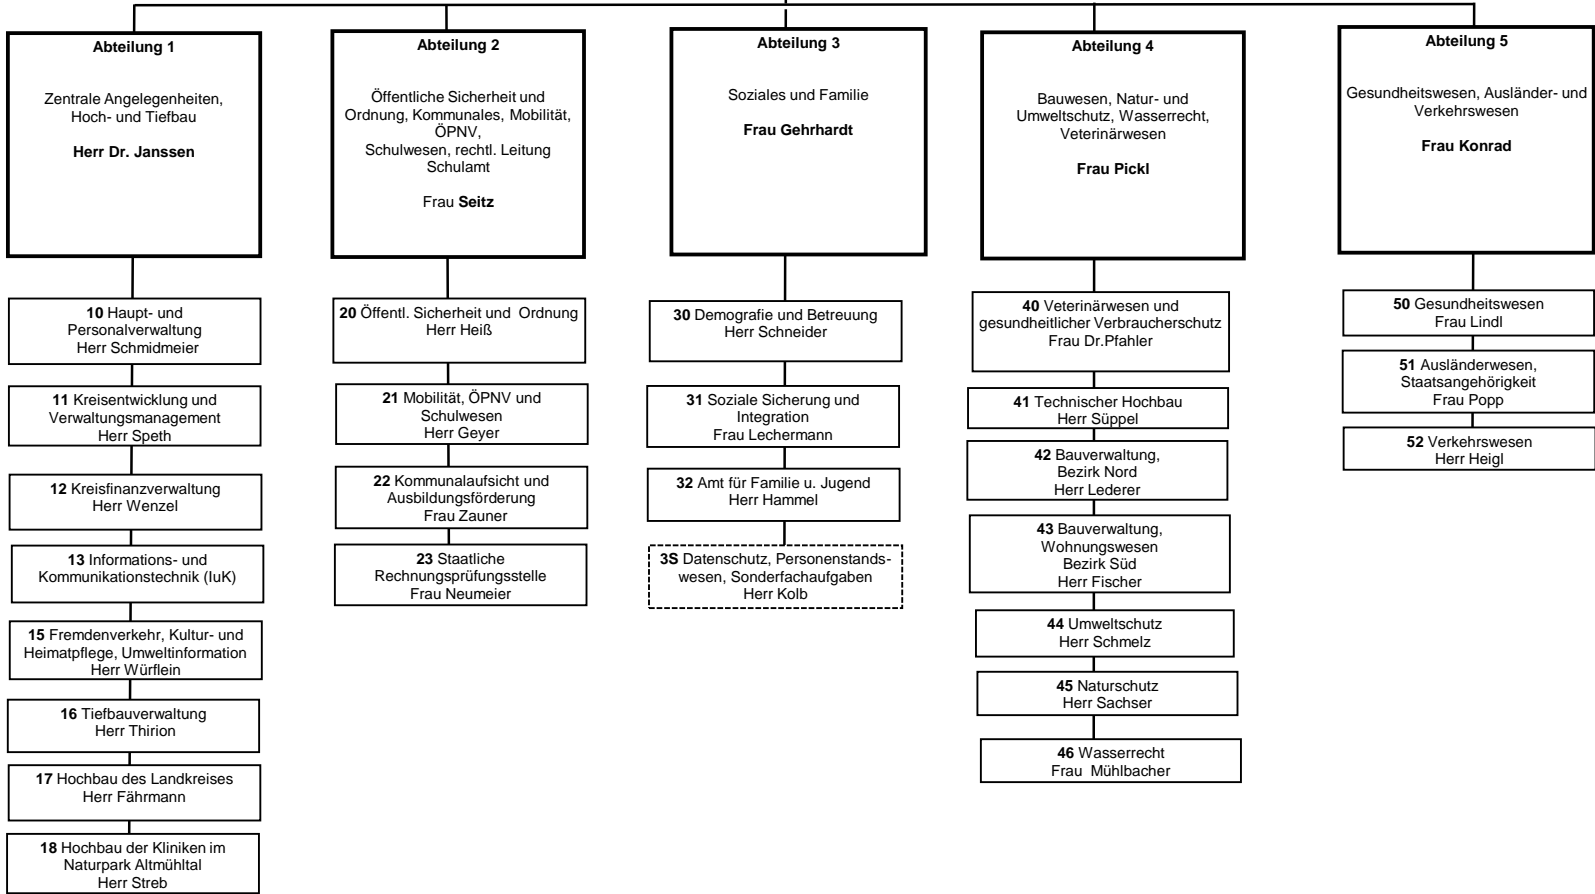 Abteilung 1
Zentrale Angelegenheiten,
Hoch- und Tiefbau
Herr Dr. Janssen
10 Haupt- und
Personalverwaltung
Herr Schmidmeier
11 Kreisentwicklung und
Verwaltungsmanagement
Herr Speth
12 Kreisfinanzverwaltung
Herr Wenzel
13 Informations- und
Kommunikationstechnik (IuK)
15 Fremdenverkehr, Kultur- und
Heimatpflege, Umweltinformation
Herr Würflein
16 Tiefbauverwaltung
Herr Thirion
17 Hochbau des Landkreises
Herr Fährmann
18 Hochbau der Kliniken im
Naturpark Altmühltal
Herr Streb
Abteilung 2
Öffentliche Sicherheit und
Ordnung, Kommunales, Mobilität,
ÖPNV,
Schulwesen, rechtl. Leitung
Schulamt
Frau Seitz
20 Öffentl. Sicherheit und Ordnung
Herr Heiß
21 Mobilität, ÖPNV und
Schulwesen
Herr Geyer
22 Kommunalaufsicht und
Ausbildungsförderung
Frau Zauner
23 Staatliche
Rechnungsprüfungsstelle
Frau Neumeier
Abteilung 3
Soziales und Familie
Frau Gehrhardt
30 Demografie und Betreuung
Herr Schneider
31 Soziale Sicherung und
Integration
Frau Lechermann
32 Amt für Familie u. Jugend
Herr Hammel
3S Datenschutz, Personenstands-
wesen, Sonderfachaufgaben
Herr Kolb
Abteilung 4
Bauwesen, Natur- und
Umweltschutz, Wasserrecht,
Veterinärwesen
Frau Pickl
40 Veterinärwesen und
gesundheitlicher Verbraucherschutz
Frau Dr.Pfahler
41 Technischer Hochbau
Herr Süppel
42 Bauverwaltung,
Bezirk Nord
Herr Lederer
43 Bauverwaltung,
Wohnungswesen
Bezirk Süd
Herr Fischer
44 Umweltschutz
Herr Schmelz
45 Naturschutz
Herr Sachser
46 Wasserrecht
Frau Mühlbacher
Abteilung 5
Gesundheitswesen, Ausländer- und
Verkehrswesen
Frau Konrad
50 Gesundheitswesen
Frau Lindl
51 Ausländerwesen,
Staatsangehörigkeit
Frau Popp
52 Verkehrswesen
Herr Heigl